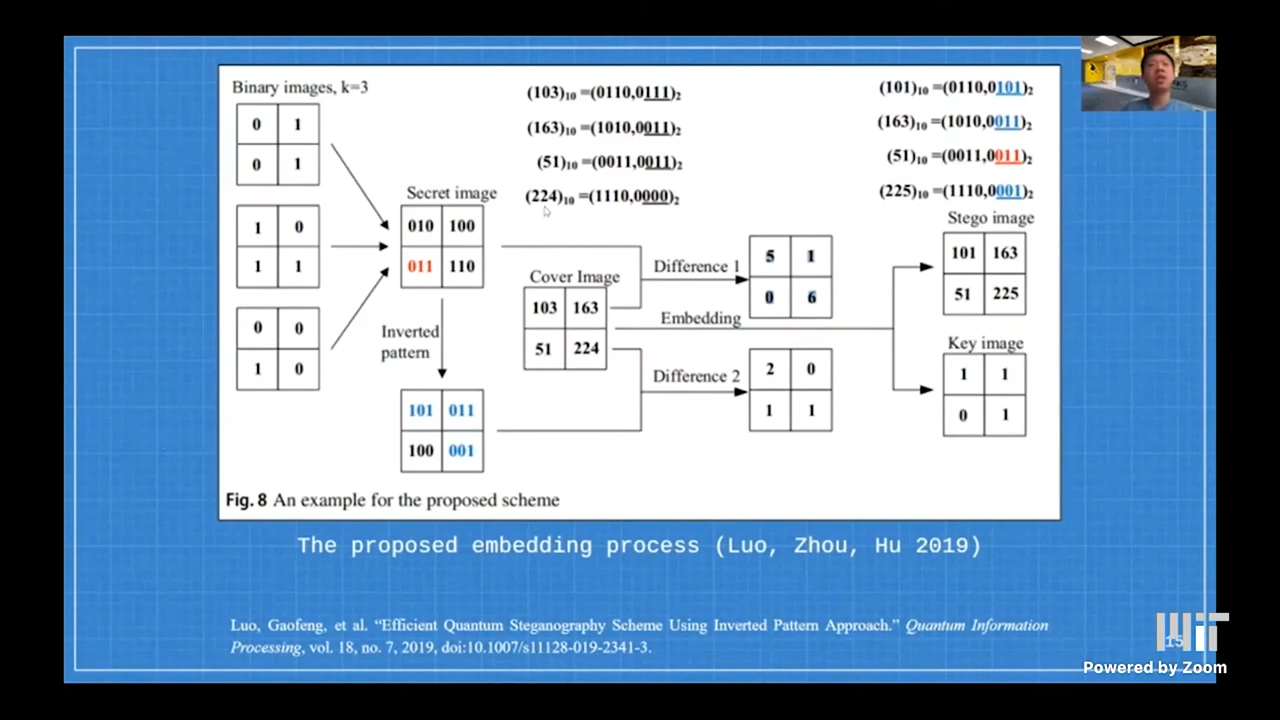 Binary images, k=3
0 1
0 1
1 0
1 1
0 0
1 0
(103)₁₀ =(0110,0111)₂
(163)₁₀ =(1010,0011)₂
(51)₁₀ =(0011,0011)₂
(224)₁₀ =(1110,0000)₂
(101)₁₀ =(0110,0101)₂
(163)₁₀ =(1010,0011)₂
(51)₁₀ =(0011,0011)₂
(225)₁₀ =(1110,0001)₂
Secret image
010 100
011 110
Inverted
pattern
101 011
100 001
Cover Image
103 163
51 224
Difference 1
5 1
0 6
Embedding
Difference 2
2 0
1 1
Stego image
101 163
51 225
Key image
1 1
0 1
Fig. 8 An example for the proposed scheme
The proposed embedding process (Luo, Zhou, Hu 2019)
Luo, Gaofeng, et al. “Efficient Quantum Steganography Scheme Using Inverted Pattern Approach.” Quantum Information
Processing, vol. 18, no. 7, 2019, doi:10.1007/s11128-019-2341-3.
15
MIT
Powered by Zoom